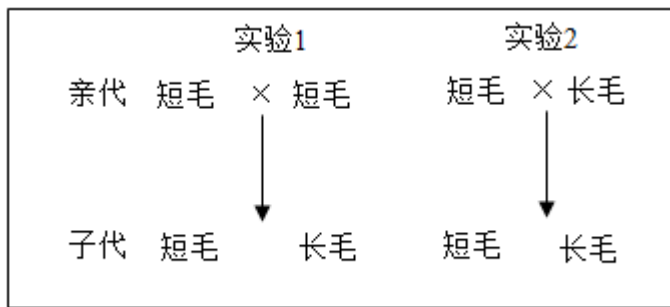 实验1 实验2
亲代 短毛 × 短毛 短毛 × 长毛
子代 短毛 长毛 短毛 长毛